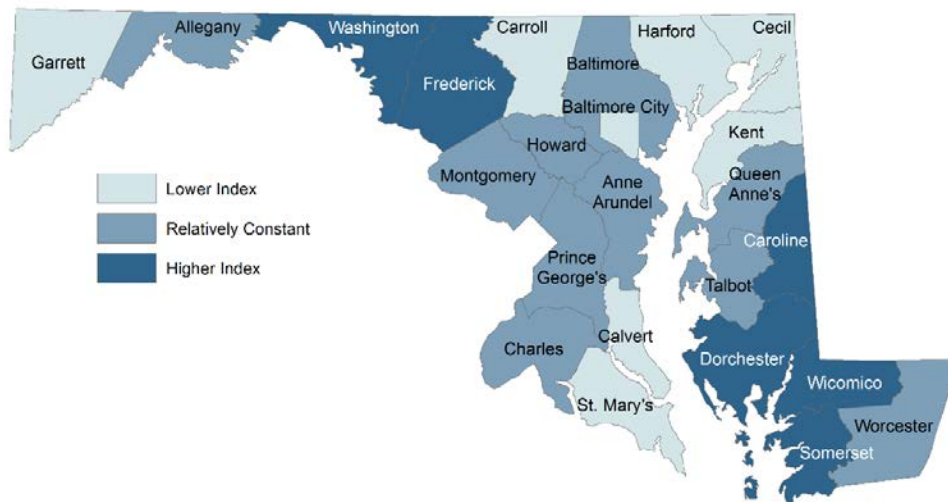 Garrett
Allegany
Washington
Frederick
Carroll
Baltimore
Baltimore City
Harford
Cecil
Kent
Howard
Montgomery
Anne
Arundel
Queen
Anne's
Caroline
Talbot
Prince
George's
Charles
Calvert
St. Mary's
Dorchester
Wicomico
Worcester
Somerset
Lower Index
Relatively Constant
Higher Index